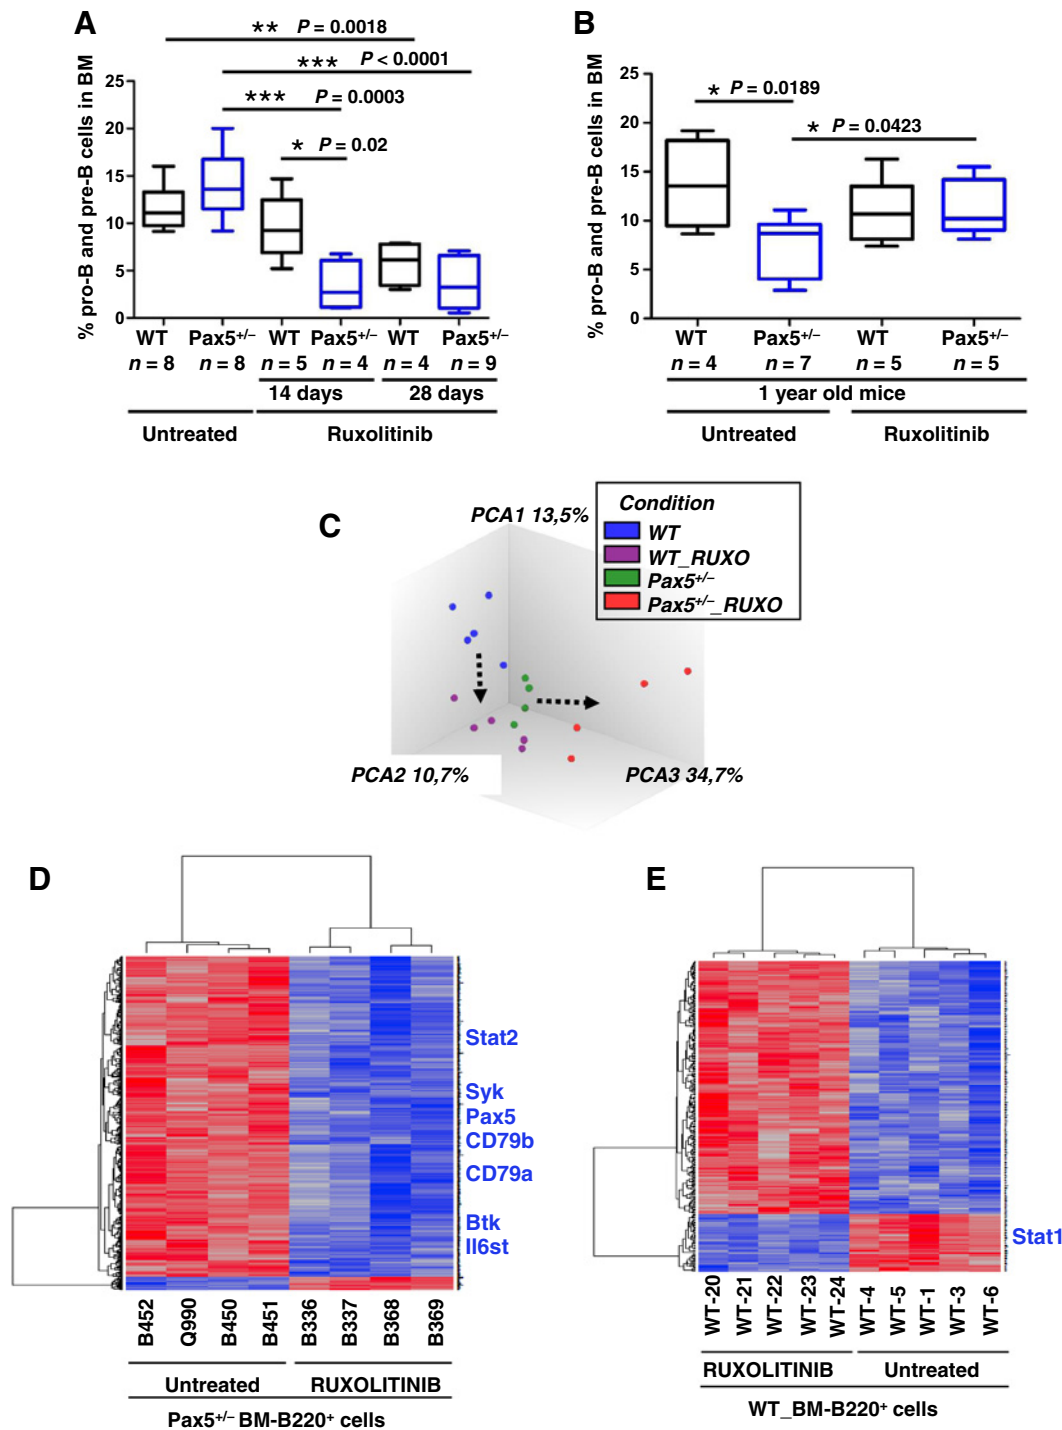 A
** P = 0.0018
*** P < 0.0001
*** P = 0.0003
* P = 0.02
% pro-B and pre-B cells in BM
25
20
15
10
5
0
WT Pax5+/– WT Pax5+/– WT Pax5+/–
n = 8 n = 8 n = 5 n = 4 n = 4 n = 9
14 days 28 days
Untreated Ruxolitinib
B
* P = 0.0189
* P = 0.0423
% pro-B and pre-B cells in BM
25
20
15
10
5
0
WT Pax5+/– WT Pax5+/–
n = 4 n = 7 n = 5 n = 5
1 year old mice
Untreated Ruxolitinib
C
PCA1 13,5%
PCA2 10,7%
PCA3 34,7%
Condition
WT
WT_RUXO
Pax5+/–
Pax5+/–_RUXO
D
Stat2
Syk
Pax5
CD79b
CD79a
Btk
Il6st
B452 Q990 B450 B451 B336 B337 B368 B369
Untreated RUXOLITINIB
Pax5+/– BM-B220+ cells
E
Stat1
WT-20 WT-21 WT-22 WT-23 WT-24 WT-4 WT-5 WT-1 WT-3 WT-6
RUXOLITINIB Untreated
WT_BM-B220+ cells